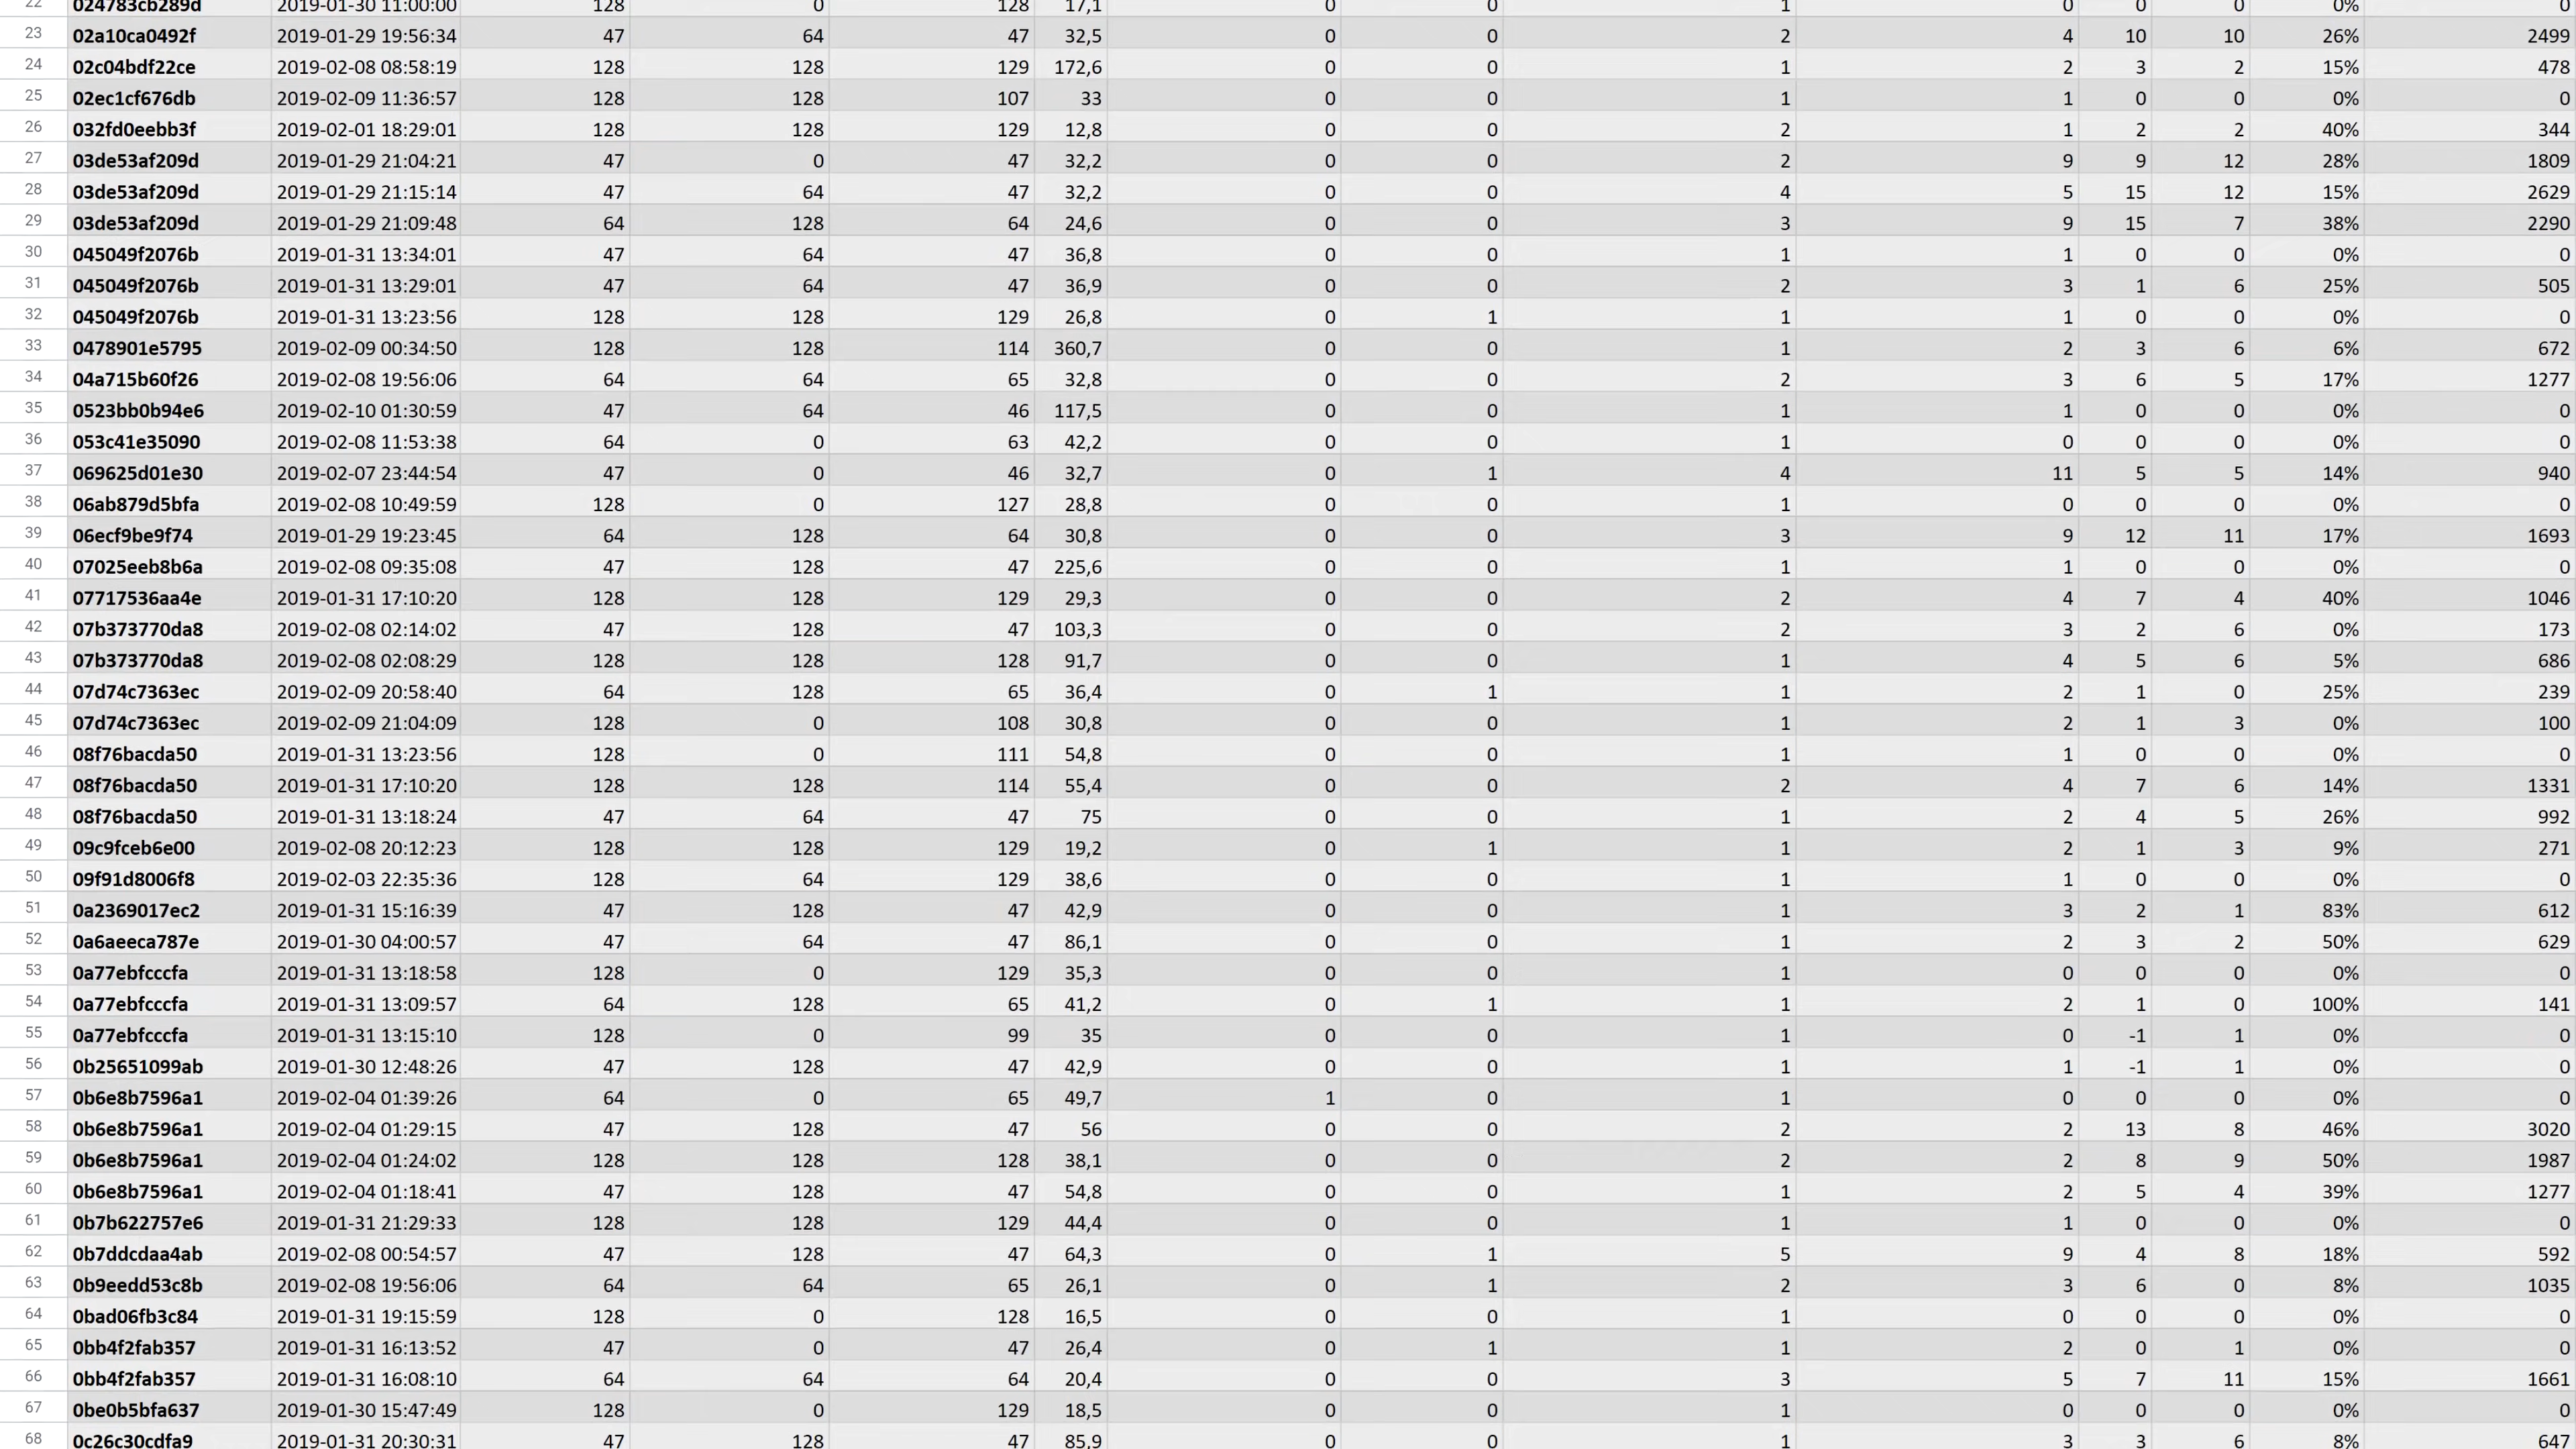 22 024783cb289d 2019-01-30 11:00:00 128 0 128 17,1 0 0 1 0 0 0 0% 0
23 02a10ca0492f 2019-01-29 19:56:34 47 64 47 32,5 0 0 2 4 10 10 26% 2499
24 02c04bdf22ce 2019-02-08 08:58:19 128 128 129 172,6 0 0 1 2 3 2 15% 478
25 02ec1cf676db 2019-02-09 11:36:57 128 128 107 33 0 0 1 1 0 0 0% 0
26 032fd0eebb3f 2019-02-01 18:29:01 128 128 129 12,8 0 0 2 1 2 2 40% 344
27 03de53af209d 2019-01-29 21:04:21 47 0 47 32,2 0 0 2 9 9 12 28% 1809
28 03de53af209d 2019-01-29 21:15:14 47 64 47 32,2 0 0 4 5 15 12 15% 2629
29 03de53af209d 2019-01-29 21:09:48 64 128 64 24,6 0 0 3 9 15 7 38% 2290
30 045049f2076b 2019-01-31 13:34:01 47 64 47 36,8 0 0 1 1 0 0 0% 0
31 045049f2076b 2019-01-31 13:29:01 47 64 47 36,9 0 0 2 3 1 6 25% 505
32 045049f2076b 2019-01-31 13:23:56 128 128 129 26,8 0 1 1 1 0 0 0% 0
33 0478901e5795 2019-02-09 00:34:50 128 128 114 360,7 0 0 1 2 3 6 6% 672
34 04a715b60f26 2019-02-08 19:56:06 64 64 65 32,8 0 0 2 3 6 5 17% 1277
35 0523bb0b94e6 2019-02-10 01:30:59 47 64 46 117,5 0 0 1 1 0 0 0% 0
36 053c41e35090 2019-02-08 11:53:38 64 0 63 42,2 0 0 1 0 0 0 0% 0
37 069625d01e30 2019-02-07 23:44:54 47 0 46 32,7 0 1 4 11 5 5 14% 940
38 06ab879d5bfa 2019-02-08 10:49:59 128 0 127 28,8 0 0 1 0 0 0 0% 0
39 06ecf9be9f74 2019-01-29 19:23:45 64 128 64 30,8 0 0 3 9 12 11 17% 1693
40 07025eeb8b6a 2019-02-08 09:35:08 47 128 47 225,6 0 0 1 1 0 0 0% 0
41 07717536aa4e 2019-01-31 17:10:20 128 128 129 29,3 0 0 2 4 7 4 40% 1046
42 07b373770da8 2019-02-08 02:14:02 47 128 47 103,3 0 0 2 3 2 6 0% 173
43 07b373770da8 2019-02-08 02:08:29 128 128 128 91,7 0 0 1 4 5 6 5% 686
44 07d74c7363ec 2019-02-09 20:58:40 64 128 65 36,4 0 1 1 2 1 0 25% 239
45 07d74c7363ec 2019-02-09 21:04:09 128 0 108 30,8 0 0 1 2 1 3 0% 100
46 08f76bacda50 2019-01-31 13:23:56 128 0 111 54,8 0 0 1 1 0 0 0% 0
47 08f76bacda50 2019-01-31 17:10:20 128 128 114 55,4 0 0 2 4 7 6 14% 1331
48 08f76bacda50 2019-01-31 13:18:24 47 64 47 75 0 0 1 2 4 5 26% 992
49 09c9fceb6e00 2019-02-08 20:12:23 128 128 129 19,2 0 1 1 2 1 3 9% 271
50 09f91d8006f8 2019-02-03 22:35:36 128 64 129 38,6 0 0 1 1 0 0 0% 0
51 0a2369017ec2 2019-01-31 15:16:39 47 128 47 42,9 0 0 1 3 2 1 83% 612
52 0a6aeeca787e 2019-01-30 04:00:57 47 64 47 86,1 0 0 1 2 3 2 50% 629
53 0a77ebfcccfa 2019-01-31 13:18:58 128 0 129 35,3 0 0 1 0 0 0 0% 0
54 0a77ebfcccfa 2019-01-31 13:09:57 64 128 65 41,2 0 1 1 2 1 0 100% 141
55 0a77ebfcccfa 2019-01-31 13:15:10 128 0 99 35 0 0 1 0 -1 1 0% 0
56 0b25651099ab 2019-01-30 12:48:26 47 128 47 42,9 0 0 1 1 -1 1 0% 0
57 0b6e8b7596a1 2019-02-04 01:39:26 64 0 65 49,7 1 0 1 0 0 0 0% 0
58 0b6e8b7596a1 2019-02-04 01:29:15 47 128 47 56 0 0 2 2 13 8 46% 3020
59 0b6e8b7596a1 2019-02-04 01:24:02 128 128 128 38,1 0 0 2 2 8 9 50% 1987
60 0b6e8b7596a1 2019-02-04 01:18:41 47 128 47 54,8 0 0 1 2 5 4 39% 1277
61 0b7b622757e6 2019-01-31 21:29:33 128 128 129 44,4 0 0 1 1 0 0 0% 0
62 0b7ddcdaa4ab 2019-02-08 00:54:57 47 128 47 64,3 0 1 5 9 4 8 18% 592
63 0b9eedd53c8b 2019-02-08 19:56:06 64 64 65 26,1 0 1 2 3 6 0 8% 1035
64 0bad06fb3c84 2019-01-31 19:15:59 128 0 128 16,5 0 0 1 0 0 0 0% 0
65 0bb4f2fab357 2019-01-31 16:13:52 47 0 47 26,4 0 1 1 2 0 1 0% 0
66 0bb4f2fab357 2019-01-31 16:08:10 64 64 64 20,4 0 0 3 5 7 11 15% 1661
67 0be0b5bfa637 2019-01-30 15:47:49 128 0 129 18,5 0 0 1 0 0 0 0% 0
68 0c26c30cdfa9 2019-01-31 20:30:31 47 128 47 85,9 0 0 1 3 3 6 8% 647